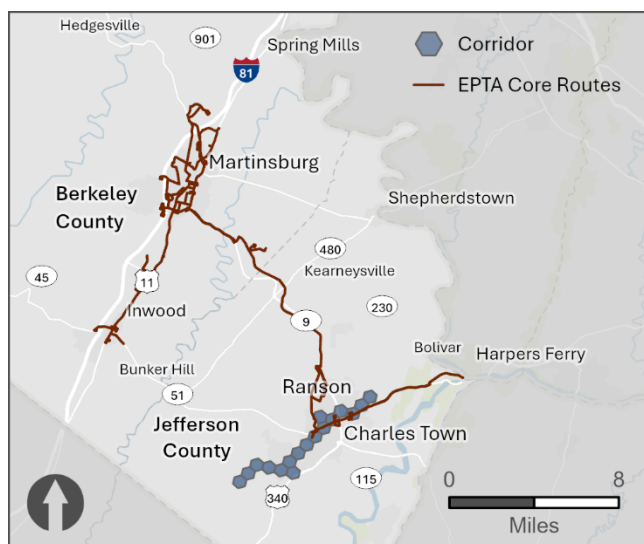 Hedgesville
901
Spring Mills
81
Corridor
EPTA Core Routes
Martinsburg
Berkeley
County
Shepherdstown
480
Kearneysville
45
11
230
9
Inwood
Bolivar
Harpers Ferry
Bunker Hill
51
Ranson
Jefferson
County
Charles Town
115
340
0
8
Miles